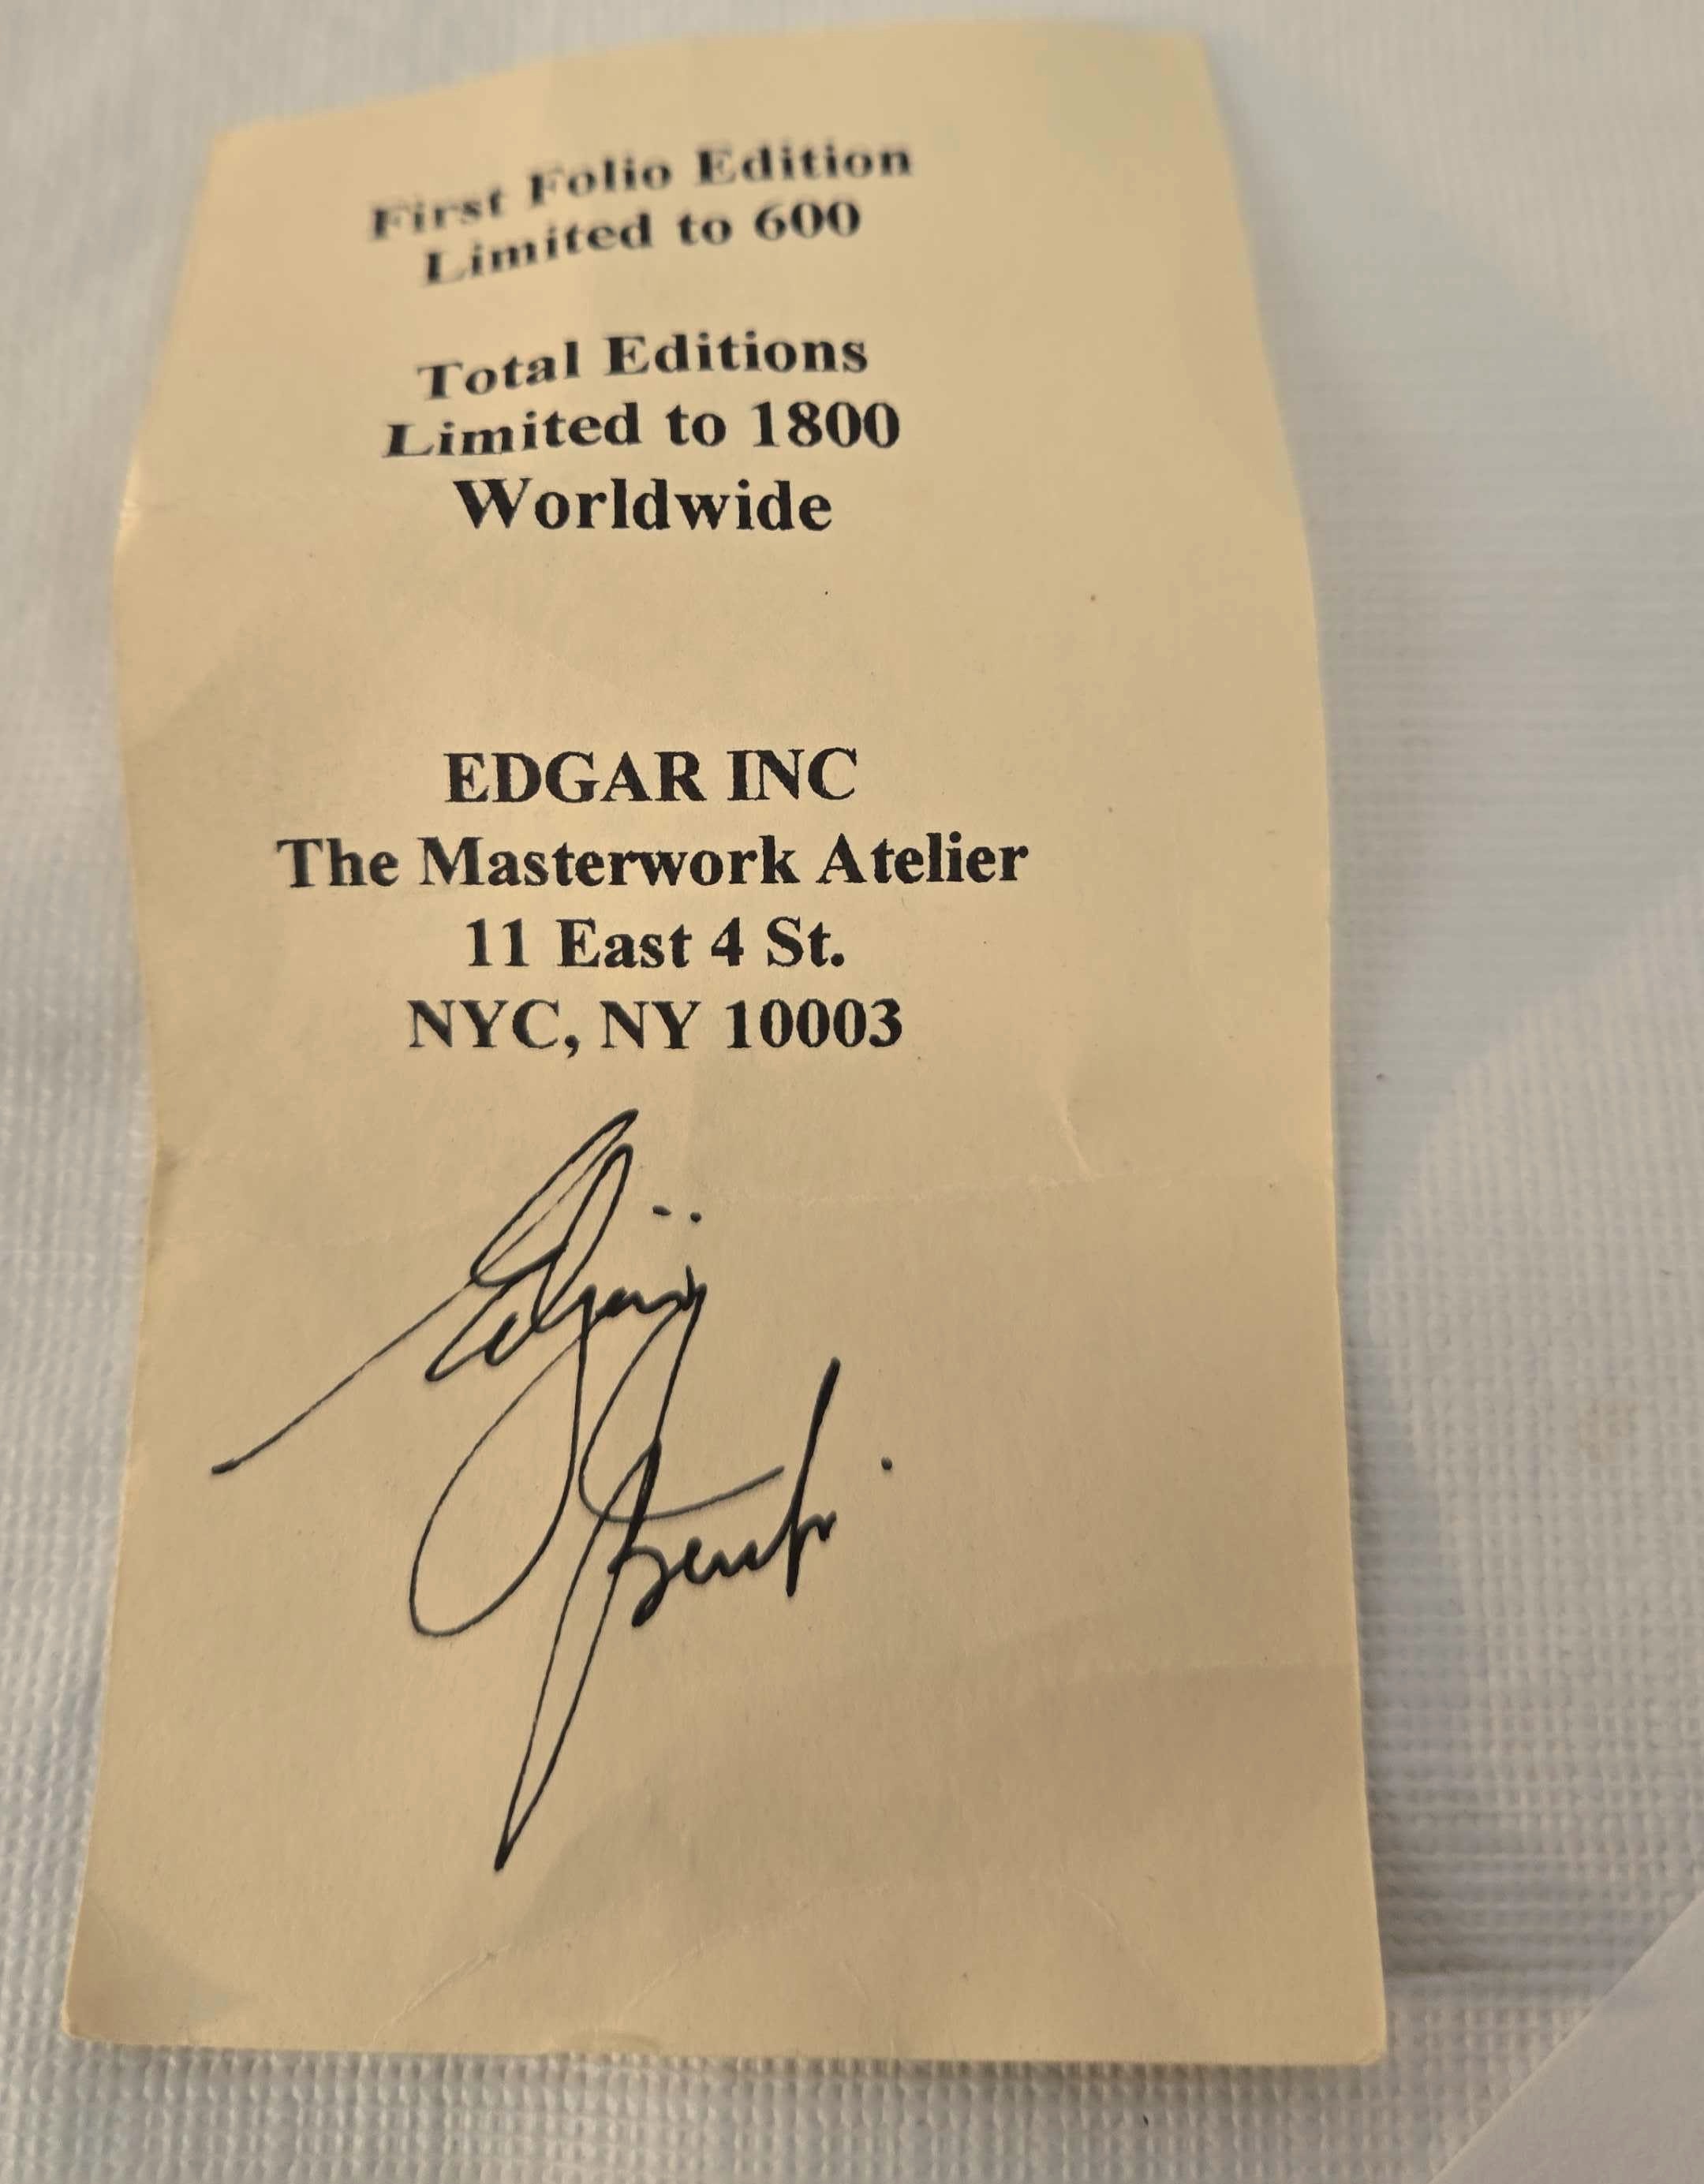 First Folio Edition
Limited to 600
Total Editions
Limited to 1800
Worldwide
EDGAR INC
The Masterwork Atelier
11 East 4 St.
NYC, NY 10003